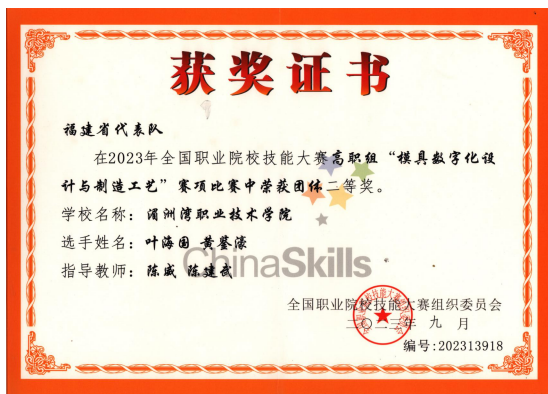 获奖证书
福建省代表队
在2023年全国职业院校技能大赛高职组“模具数字化设
计与制造工艺”赛项比赛中荣获团体二等奖。
学校名称：湄洲湾职业技术学院
选手姓名：叶海国 黄鋆濠
指导教师：陈威 陈建武
ChinaSkills
全国职业院校技能大赛组织委员会
二〇二三年 九 月
编号:202313918